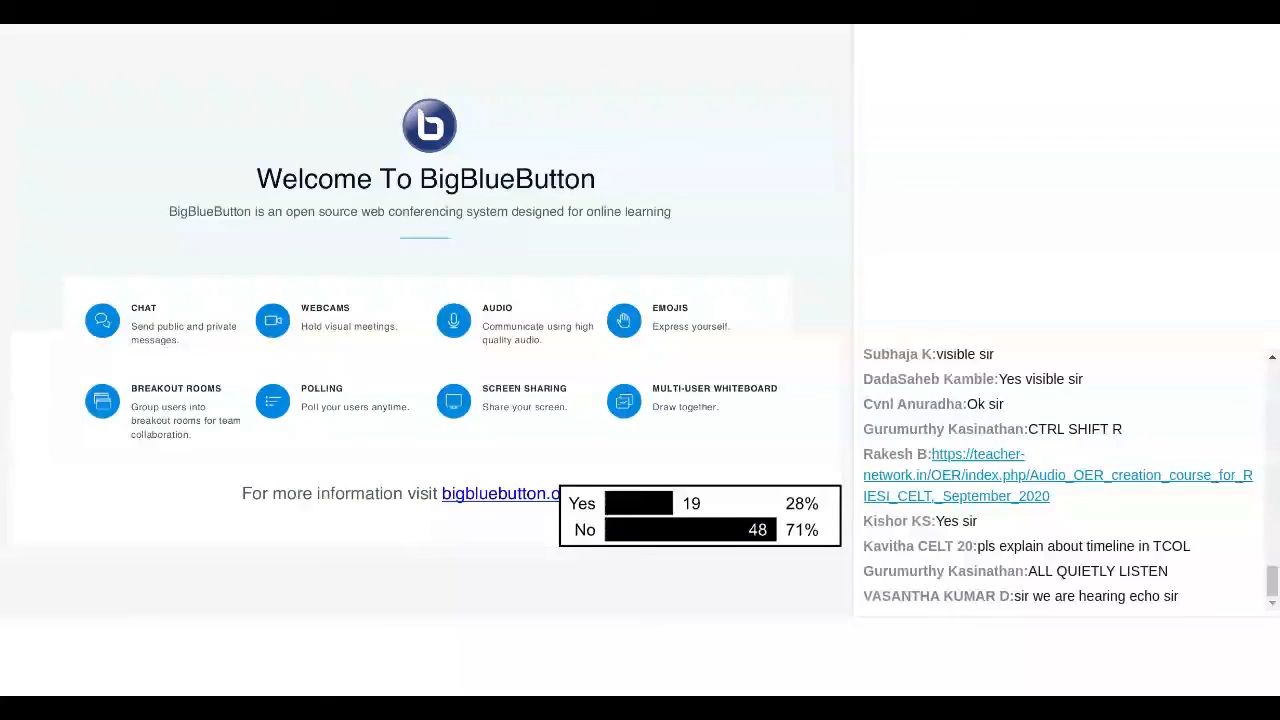 Welcome To BigBlueButton
BigBlueButton is an open source web conferencing system designed for online learning
CHAT
Send public and private
messages.
WEBCAMS
Hold visual meetings.
AUDIO
Communicate using high
quality audio.
EMOJIS
Express yourself.
BREAKOUT ROOMS
Group users into
breakout rooms for team
collaboration.
POLLING
Poll your users anytime.
SCREEN SHARING
Share your screen.
MULTI-USER WHITEBOARD
Draw together.
For more information visit bigbluebutton.o
Yes 19 28%
No 48 71%
Subhaja K:visible sir
DadaSaheb Kamble:Yes visible sir
Cvnl Anuradha:Ok sir
Gurumurthy Kasinathan:CTRL SHIFT R
Rakesh B:https://teacher-
network.in/OER/index.php/Audio_OER_creation_course_for_R
IESI_CELT,_September_2020
Kishor KS:Yes sir
Kavitha CELT 20:pls explain about timeline in TCOL
Gurumurthy Kasinathan:ALL QUIETLY LISTEN
VASANTHA KUMAR D:sir we are hearing echo sir